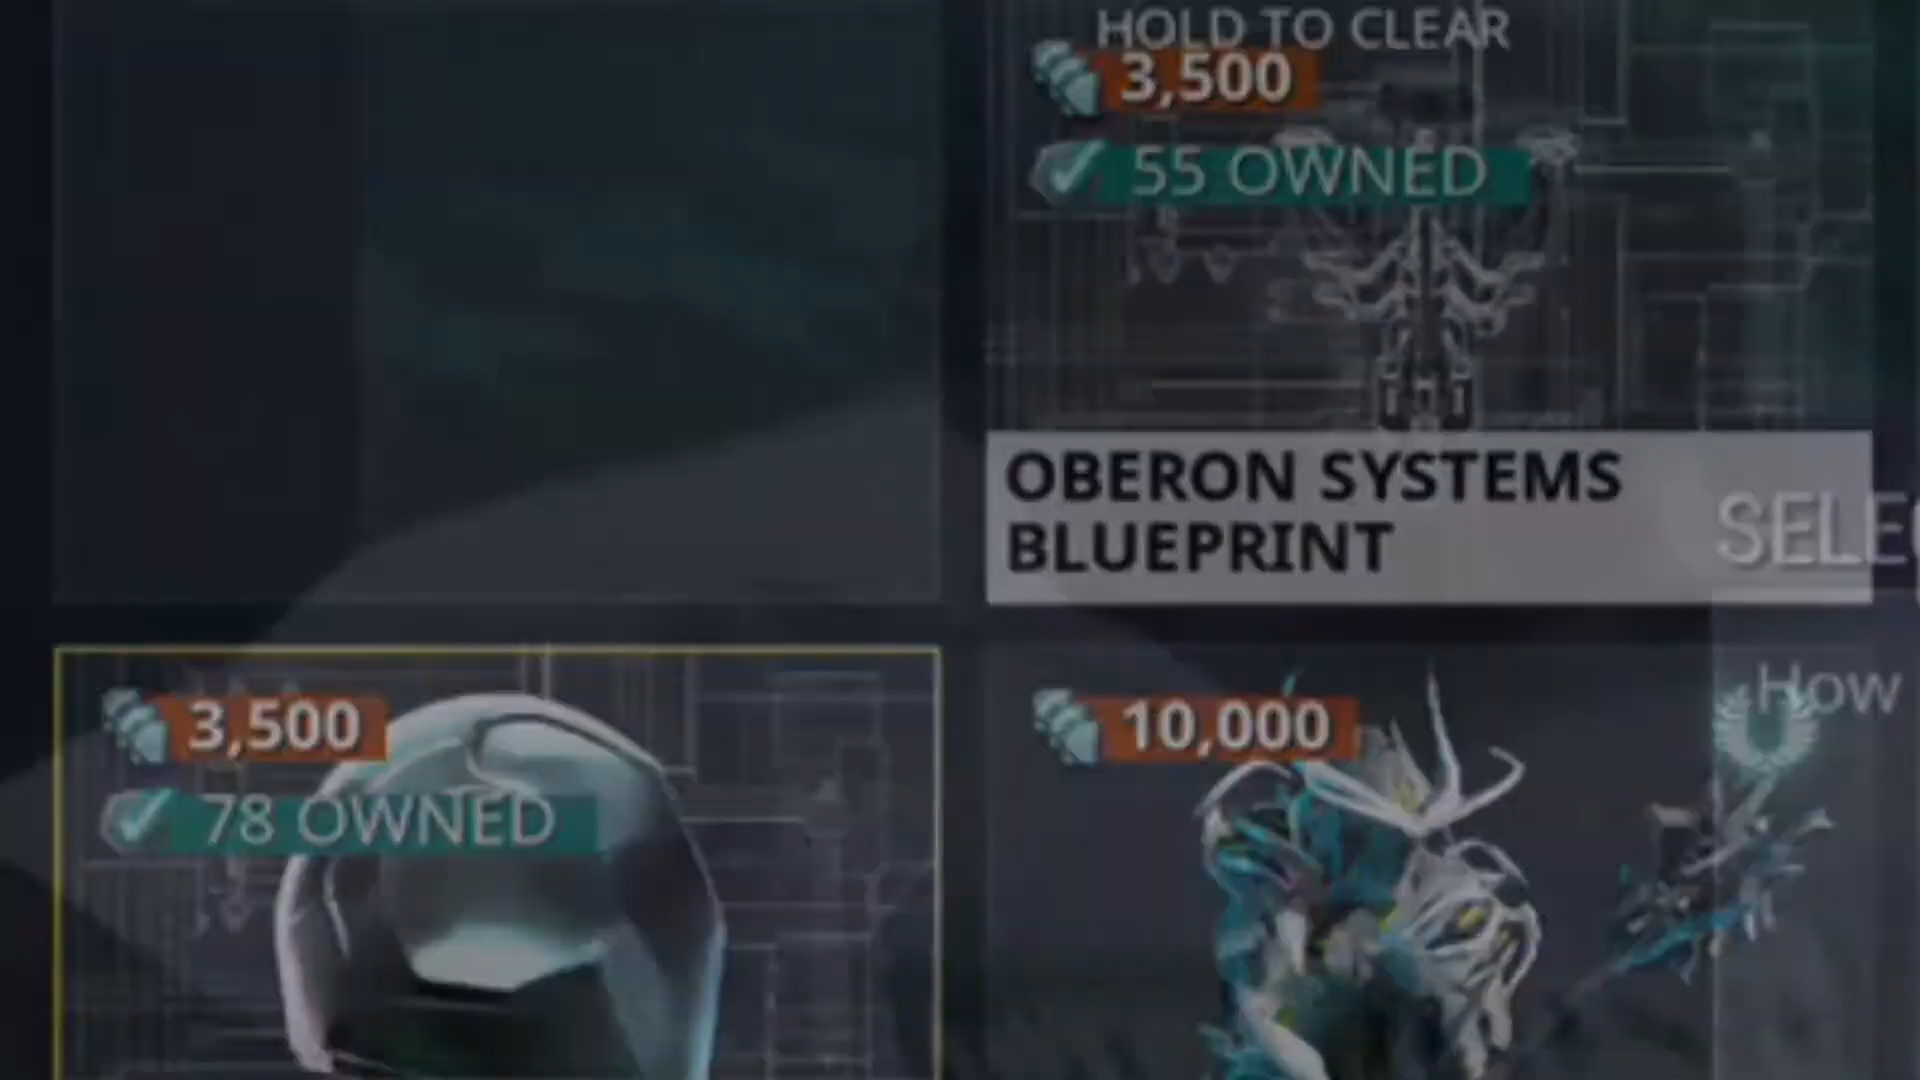 HOLD TO CLEAR
3,500
55 OWNED
OBERON SYSTEMS
BLUEPRINT
3,500
78 OWNED
10,000
How